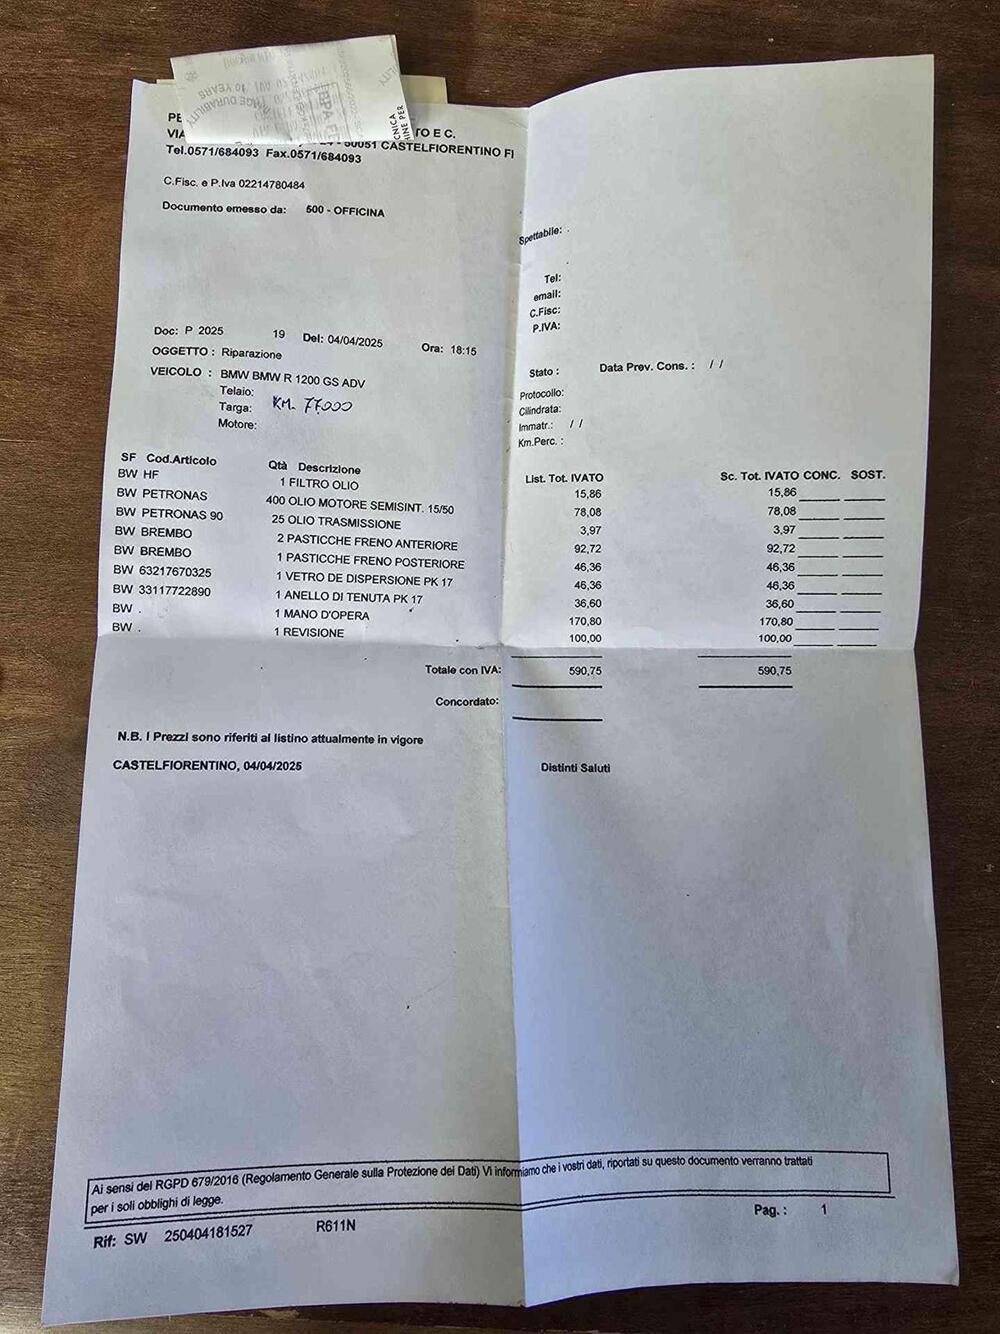 RIPA F
AGE DURABILITY
10 YEARS
PE
VIA TO E C.
50051 CASTELFIORENTINO FI
Tel.0571/684093 Fax.0571/684093
C.Fisc. e P.Iva 02214780484
Documento emesso da: 500 - OFFICINA
Spettabile:
Tel:
email:
C.Fisc:
P.IVA:
Doc: P 2025 19 Del: 04/04/2025 Ora: 18:15
OGGETTO : Riparazione
VEICOLO : BMW BMW R 1200 GS ADV
Telaio:
Targa: KM. 77.000
Motore:
Stato : Data Prev. Cons. : / /
Protocollo:
Cilindrata:
Immatr.: / /
Km.Perc. :
SF Cod.Articolo Qtà Descrizione List. Tot. IVATO Sc. Tot. IVATO CONC. SOST.
BW HF 1 FILTRO OLIO 15,86 15,86
BW PETRONAS 400 OLIO MOTORE SEMISINT. 15/50 78,08 78,08
BW PETRONAS 90 25 OLIO TRASMISSIONE 3,97 3,97
BW BREMBO 2 PASTICCHE FRENO ANTERIORE 92,72 92,72
BW BREMBO 1 PASTICCHE FRENO POSTERIORE 46,36 46,36
BW 63217670325 1 VETRO DE DISPERSIONE PK 17 46,36 46,36
BW 33117722890 1 ANELLO DI TENUTA PK 17 36,60 36,60
BW . 1 MANO D'OPERA 170,80 170,80
BW . 1 REVISIONE 100,00 100,00
Totale con IVA: 590,75 590,75
Concordato:
N.B. I Prezzi sono riferiti al listino attualmente in vigore
CASTELFIORENTINO, 04/04/2025
Distinti Saluti
Ai sensi del RGPD 679/2016 (Regolamento Generale sulla Protezione dei Dati) Vi informiamo che i vostri dati, riportati su questo documento verranno trattati
per i soli obblighi di legge.
Pag. : 1
Rif: SW 250404181527 R611N